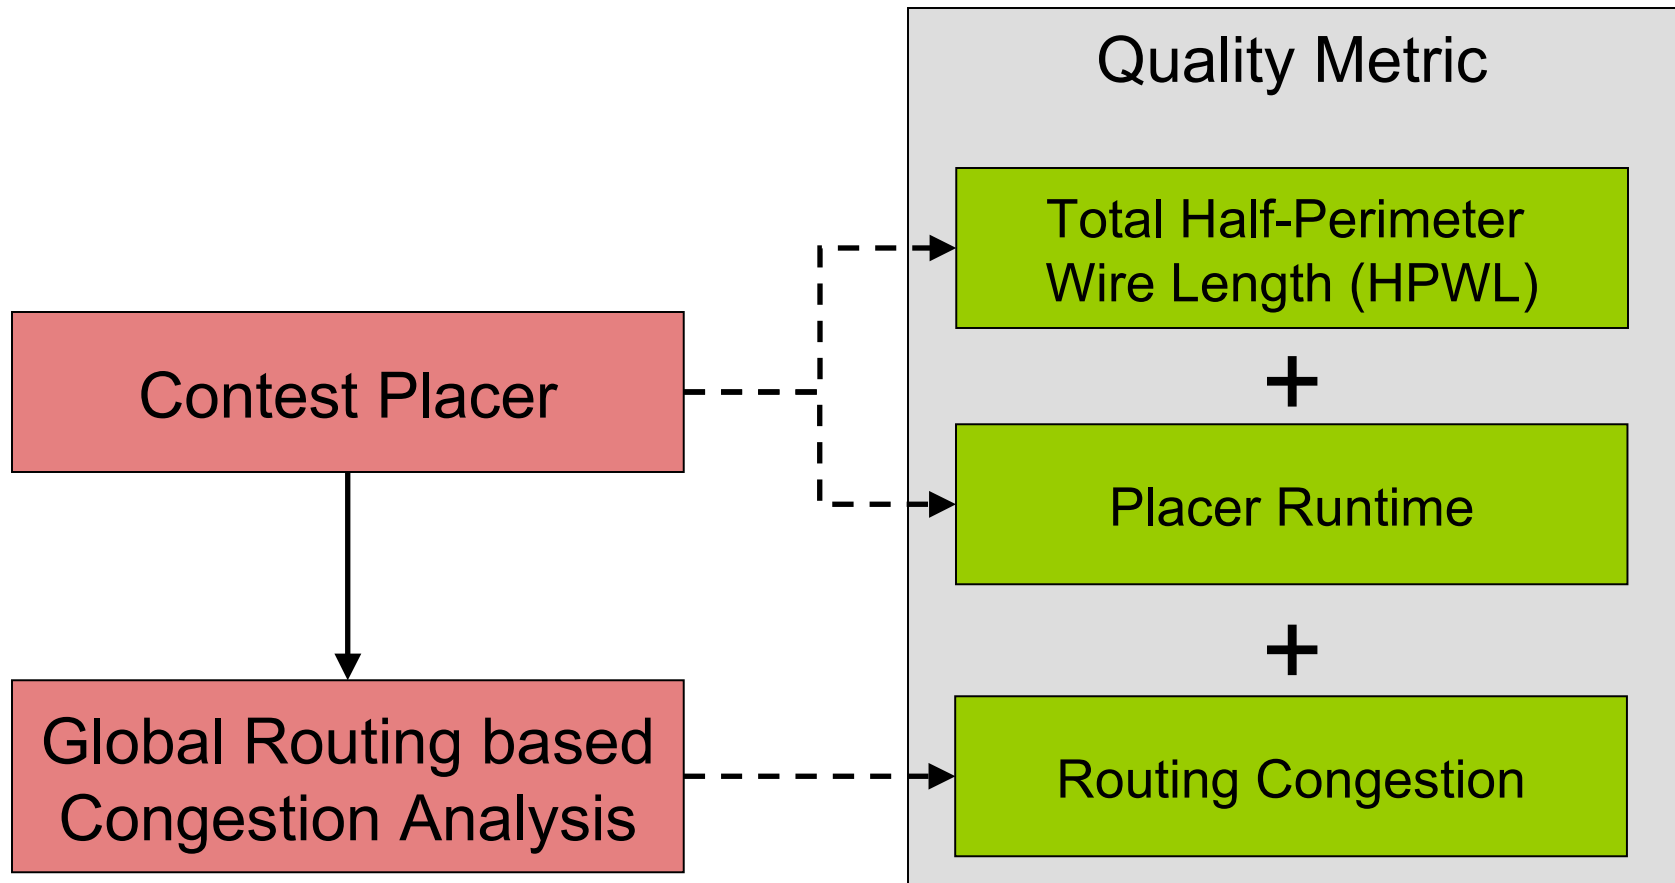 Quality Metric
Total Half-Perimeter
Wire Length (HPWL)
+
Contest Placer
Placer Runtime
+
Global Routing based
Congestion Analysis
Routing Congestion